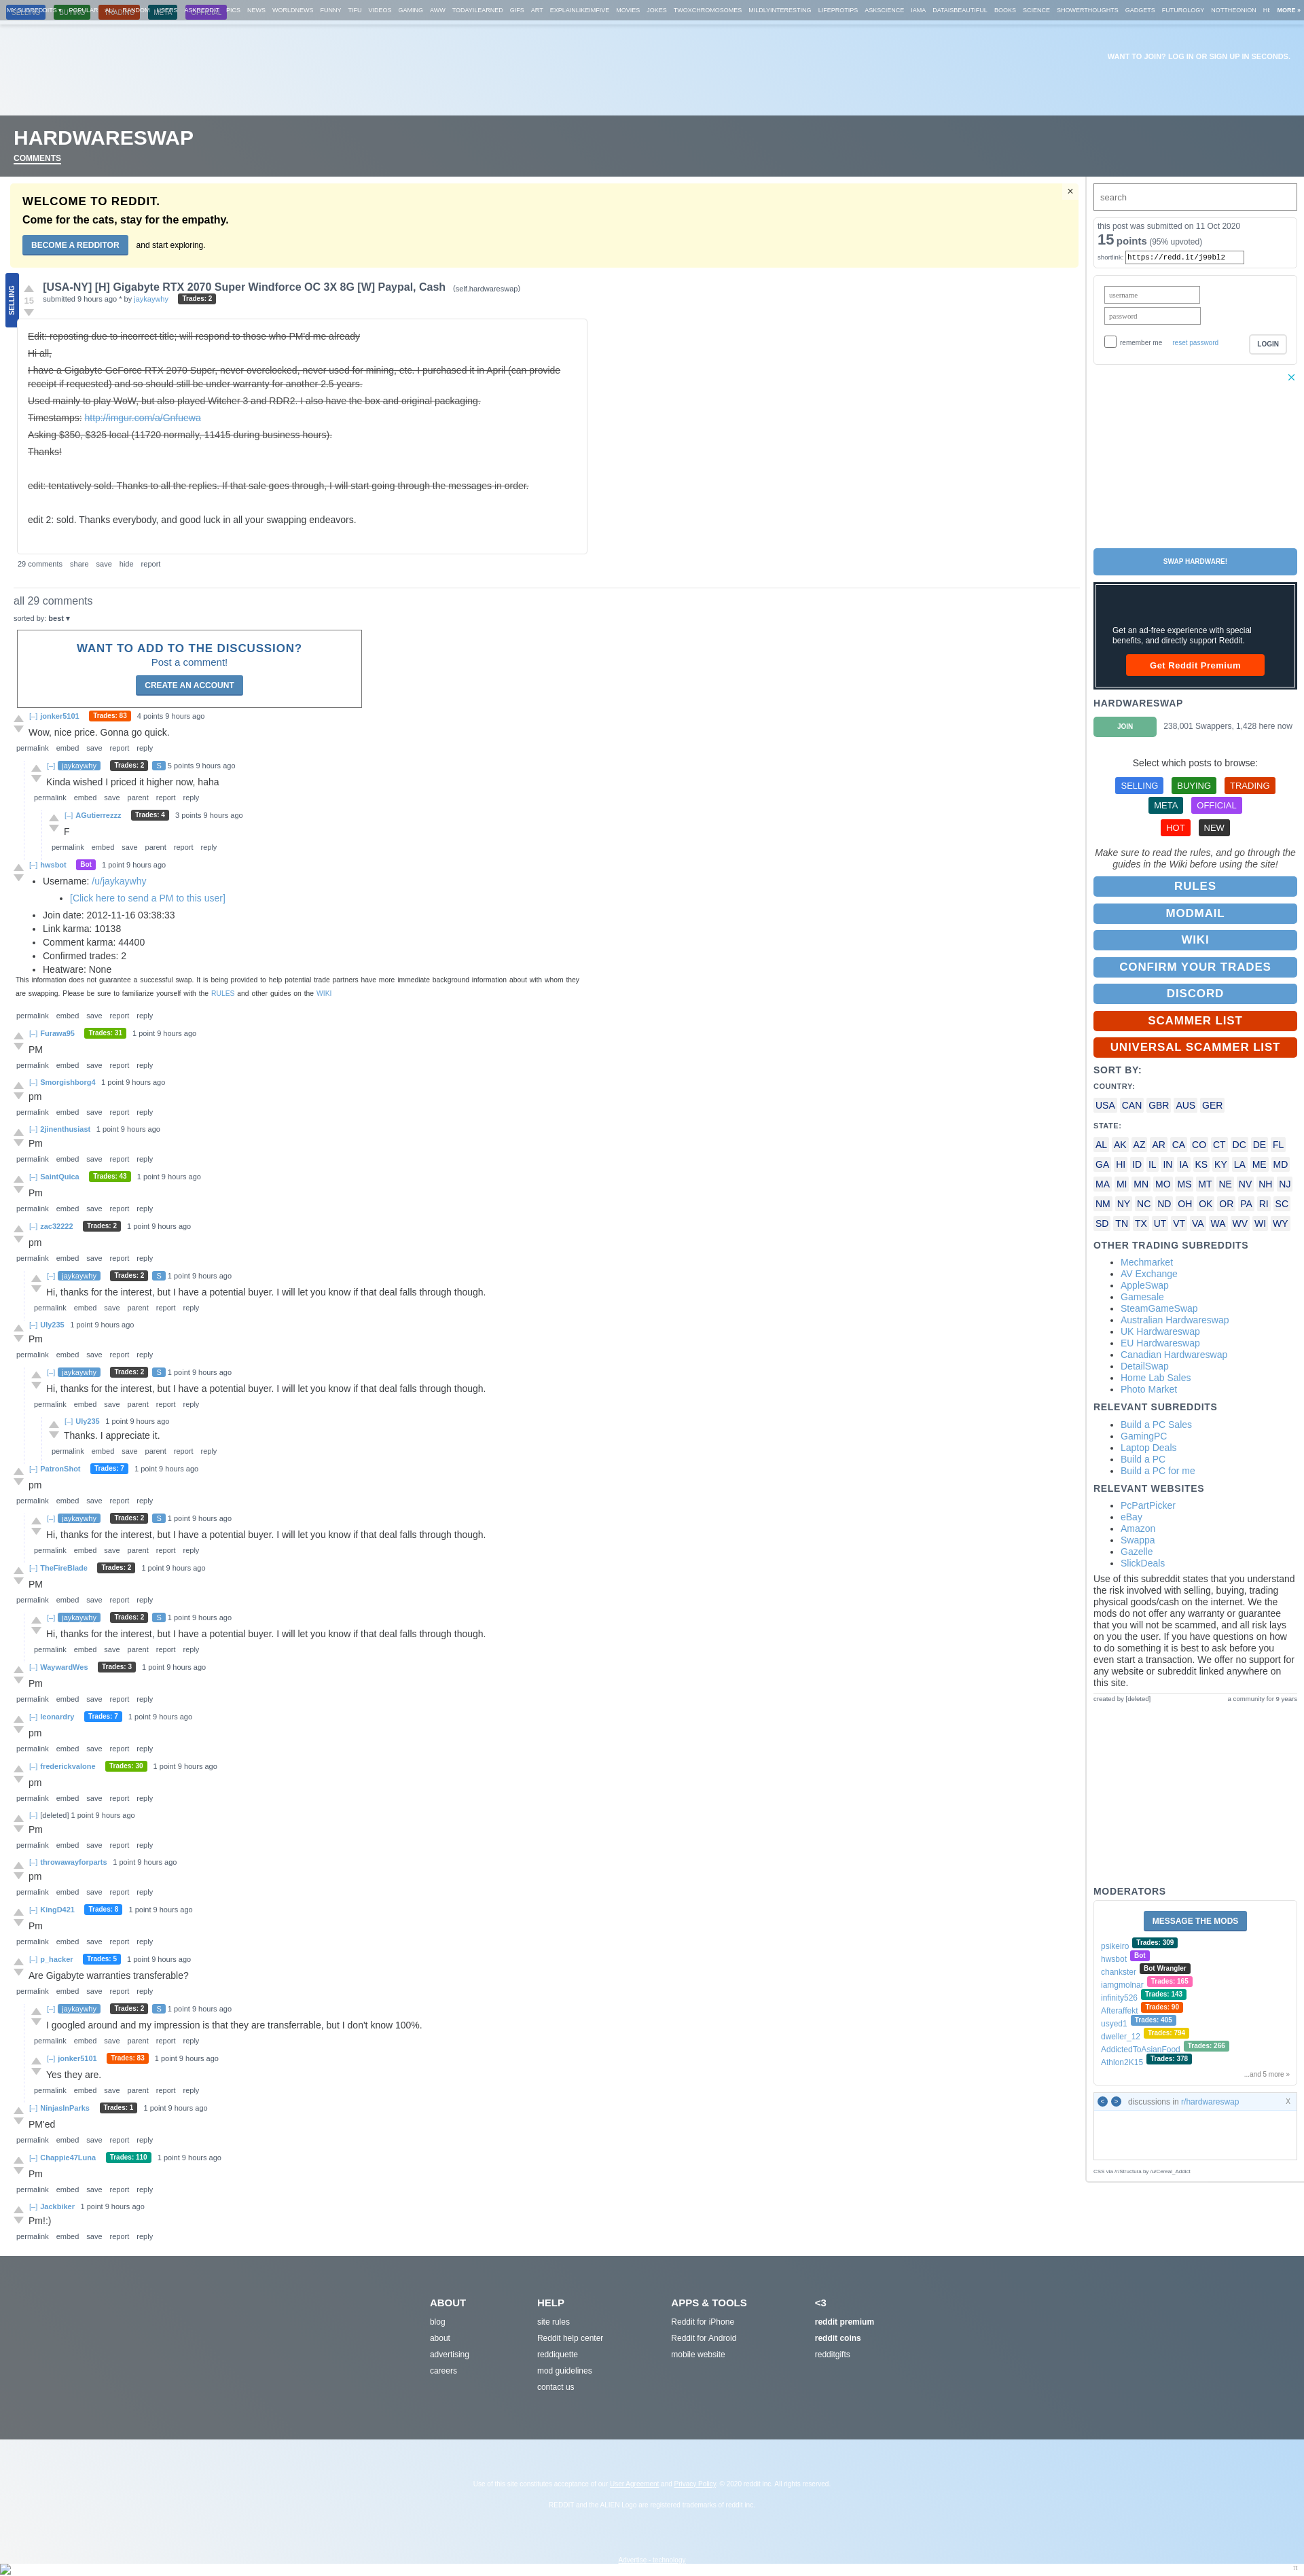 MY SUBREDDITS ▾ POPULAR ALL RANDOM USERS ASKREDDIT PICS NEWS WORLDNEWS FUNNY TIFU VIDEOS GAMING AWW TODAYILEARNED GIFS ART EXPLAINLIKEIMFIVE MOVIES JOKES TWOXCHROMOSOMES MILDLYINTERESTING LIFEPROTIPS ASKSCIENCE IAMA DATAISBEAUTIFUL BOOKS SCIENCE SHOWERTHOUGHTS GADGETS FUTUROLOGY NOTTHEONION HI MORE »
SELLING BUYING TRADING META OFFICIAL
WANT TO JOIN? LOG IN OR SIGN UP IN SECONDS.
HARDWARESWAP
COMMENTS
WELCOME TO REDDIT.
Come for the cats, stay for the empathy.
BECOME A REDDITOR and start exploring.
×
SELLING
15
[USA-NY] [H] Gigabyte RTX 2070 Super Windforce OC 3X 8G [W] Paypal, Cash (self.hardwareswap)
submitted 9 hours ago * by jaykaywhy Trades: 2
Edit: reposting due to incorrect title; will respond to those who PM'd me already
Hi all,
I have a Gigabyte GeForce RTX 2070 Super, never overclocked, never used for mining, etc. I purchased it in April (can provide
receipt if requested) and so should still be under warranty for another 2.5 years.
Used mainly to play WoW, but also played Witcher 3 and RDR2. I also have the box and original packaging.
Timestamps: http://imgur.com/a/Gnfuewa
Asking $350, $325 local (11720 normally, 11415 during business hours).
Thanks!
edit: tentatively sold. Thanks to all the replies. If that sale goes through, I will start going through the messages in order.
edit 2: sold. Thanks everybody, and good luck in all your swapping endeavors.
29 comments share save hide report
all 29 comments
sorted by: best ▾
WANT TO ADD TO THE DISCUSSION?
Post a comment!
CREATE AN ACCOUNT
[–] jonker5101 Trades: 83 4 points 9 hours ago
Wow, nice price. Gonna go quick.
permalink embed save report reply
[–] jaykaywhy Trades: 2 S 5 points 9 hours ago
Kinda wished I priced it higher now, haha
permalink embed save parent report reply
[–] AGutierrezzz Trades: 4 3 points 9 hours ago
F
permalink embed save parent report reply
[–] hwsbot Bot 1 point 9 hours ago
Username: /u/jaykaywhy
[Click here to send a PM to this user]
Join date: 2012-11-16 03:38:33
Link karma: 10138
Comment karma: 44400
Confirmed trades: 2
Heatware: None
This information does not guarantee a successful swap. It is being provided to help potential trade partners have more immediate background information about with whom they
are swapping. Please be sure to familiarize yourself with the RULES and other guides on the WIKI
permalink embed save report reply
[–] Furawa95 Trades: 31 1 point 9 hours ago
PM
permalink embed save report reply
[–] Smorgishborg4 1 point 9 hours ago
pm
permalink embed save report reply
[–] 2jinenthusiast 1 point 9 hours ago
Pm
permalink embed save report reply
[–] SaintQuica Trades: 43 1 point 9 hours ago
Pm
permalink embed save report reply
[–] zac32222 Trades: 2 1 point 9 hours ago
pm
permalink embed save report reply
[–] jaykaywhy Trades: 2 S 1 point 9 hours ago
Hi, thanks for the interest, but I have a potential buyer. I will let you know if that deal falls through though.
permalink embed save parent report reply
[–] Uly235 1 point 9 hours ago
Pm
permalink embed save report reply
[–] jaykaywhy Trades: 2 S 1 point 9 hours ago
Hi, thanks for the interest, but I have a potential buyer. I will let you know if that deal falls through though.
permalink embed save parent report reply
[–] Uly235 1 point 9 hours ago
Thanks. I appreciate it.
permalink embed save parent report reply
[–] PatronShot Trades: 7 1 point 9 hours ago
pm
permalink embed save report reply
[–] jaykaywhy Trades: 2 S 1 point 9 hours ago
Hi, thanks for the interest, but I have a potential buyer. I will let you know if that deal falls through though.
permalink embed save parent report reply
[–] TheFireBlade Trades: 2 1 point 9 hours ago
PM
permalink embed save report reply
[–] jaykaywhy Trades: 2 S 1 point 9 hours ago
Hi, thanks for the interest, but I have a potential buyer. I will let you know if that deal falls through though.
permalink embed save parent report reply
[–] WaywardWes Trades: 3 1 point 9 hours ago
Pm
permalink embed save report reply
[–] leonardry Trades: 7 1 point 9 hours ago
pm
permalink embed save report reply
[–] frederickvalone Trades: 30 1 point 9 hours ago
pm
permalink embed save report reply
[–] [deleted] 1 point 9 hours ago
Pm
permalink embed save report reply
[–] throwawayforparts 1 point 9 hours ago
pm
permalink embed save report reply
[–] KingD421 Trades: 8 1 point 9 hours ago
Pm
permalink embed save report reply
[–] p_hacker Trades: 5 1 point 9 hours ago
Are Gigabyte warranties transferable?
permalink embed save report reply
[–] jaykaywhy Trades: 2 S 1 point 9 hours ago
I googled around and my impression is that they are transferrable, but I don't know 100%.
permalink embed save parent report reply
[–] jonker5101 Trades: 83 1 point 9 hours ago
Yes they are.
permalink embed save parent report reply
[–] NinjasInParks Trades: 1 1 point 9 hours ago
PM'ed
permalink embed save report reply
[–] Chappie47Luna Trades: 110 1 point 9 hours ago
Pm
permalink embed save report reply
[–] Jackbiker 1 point 9 hours ago
Pm!:)
permalink embed save report reply
search
this post was submitted on 11 Oct 2020
15 points (95% upvoted)
shortlink: https://redd.it/j99bl2
username
password
remember me reset password LOGIN
SWAP HARDWARE!
Get an ad-free experience with special
benefits, and directly support Reddit.
Get Reddit Premium
HARDWARESWAP
JOIN 238,001 Swappers, 1,428 here now
Select which posts to browse:
SELLING BUYING TRADING
META OFFICIAL
HOT NEW
Make sure to read the rules, and go through the
guides in the Wiki before using the site!
RULES
MODMAIL
WIKI
CONFIRM YOUR TRADES
DISCORD
SCAMMER LIST
UNIVERSAL SCAMMER LIST
SORT BY:
COUNTRY:
USA CAN GBR AUS GER
STATE:
AL AK AZ AR CA CO CT DC DE FL
GA HI ID IL IN IA KS KY LA ME MD
MA MI MN MO MS MT NE NV NH NJ
NM NY NC ND OH OK OR PA RI SC
SD TN TX UT VT VA WA WV WI WY
OTHER TRADING SUBREDDITS
Mechmarket
AV Exchange
AppleSwap
Gamesale
SteamGameSwap
Australian Hardwareswap
UK Hardwareswap
EU Hardwareswap
Canadian Hardwareswap
DetailSwap
Home Lab Sales
Photo Market
RELEVANT SUBREDDITS
Build a PC Sales
GamingPC
Laptop Deals
Build a PC
Build a PC for me
RELEVANT WEBSITES
PcPartPicker
eBay
Amazon
Swappa
Gazelle
SlickDeals
Use of this subreddit states that you understand
the risk involved with selling, buying, trading
physical goods/cash on the internet. We the
mods do not offer any warranty or guarantee
that you will not be scammed, and all risk lays
on you the user. If you have questions on how
to do something it is best to ask before you
even start a transaction. We offer no support for
any website or subreddit linked anywhere on
this site.
created by [deleted] a community for 9 years
MODERATORS
MESSAGE THE MODS
psikeiro Trades: 309
hwsbot Bot
chankster Bot Wrangler
iamgmolnar Trades: 165
infinity526 Trades: 143
Afteraffekt Trades: 90
usyed1 Trades: 405
dweller_12 Trades: 794
AddictedToAsianFood Trades: 266
Athlon2K15 Trades: 378
...and 5 more »
< > discussions in r/hardwareswap X
CSS via /r/Structura by /u/Cereal_Addict
ABOUT
blog
about
advertising
careers
HELP
site rules
Reddit help center
reddiquette
mod guidelines
contact us
APPS & TOOLS
Reddit for iPhone
Reddit for Android
mobile website
<3
reddit premium
reddit coins
redditgifts
Use of this site constitutes acceptance of our User Agreement and Privacy Policy. © 2020 reddit inc. All rights reserved.
REDDIT and the ALIEN Logo are registered trademarks of reddit inc.
Advertise - technology
π